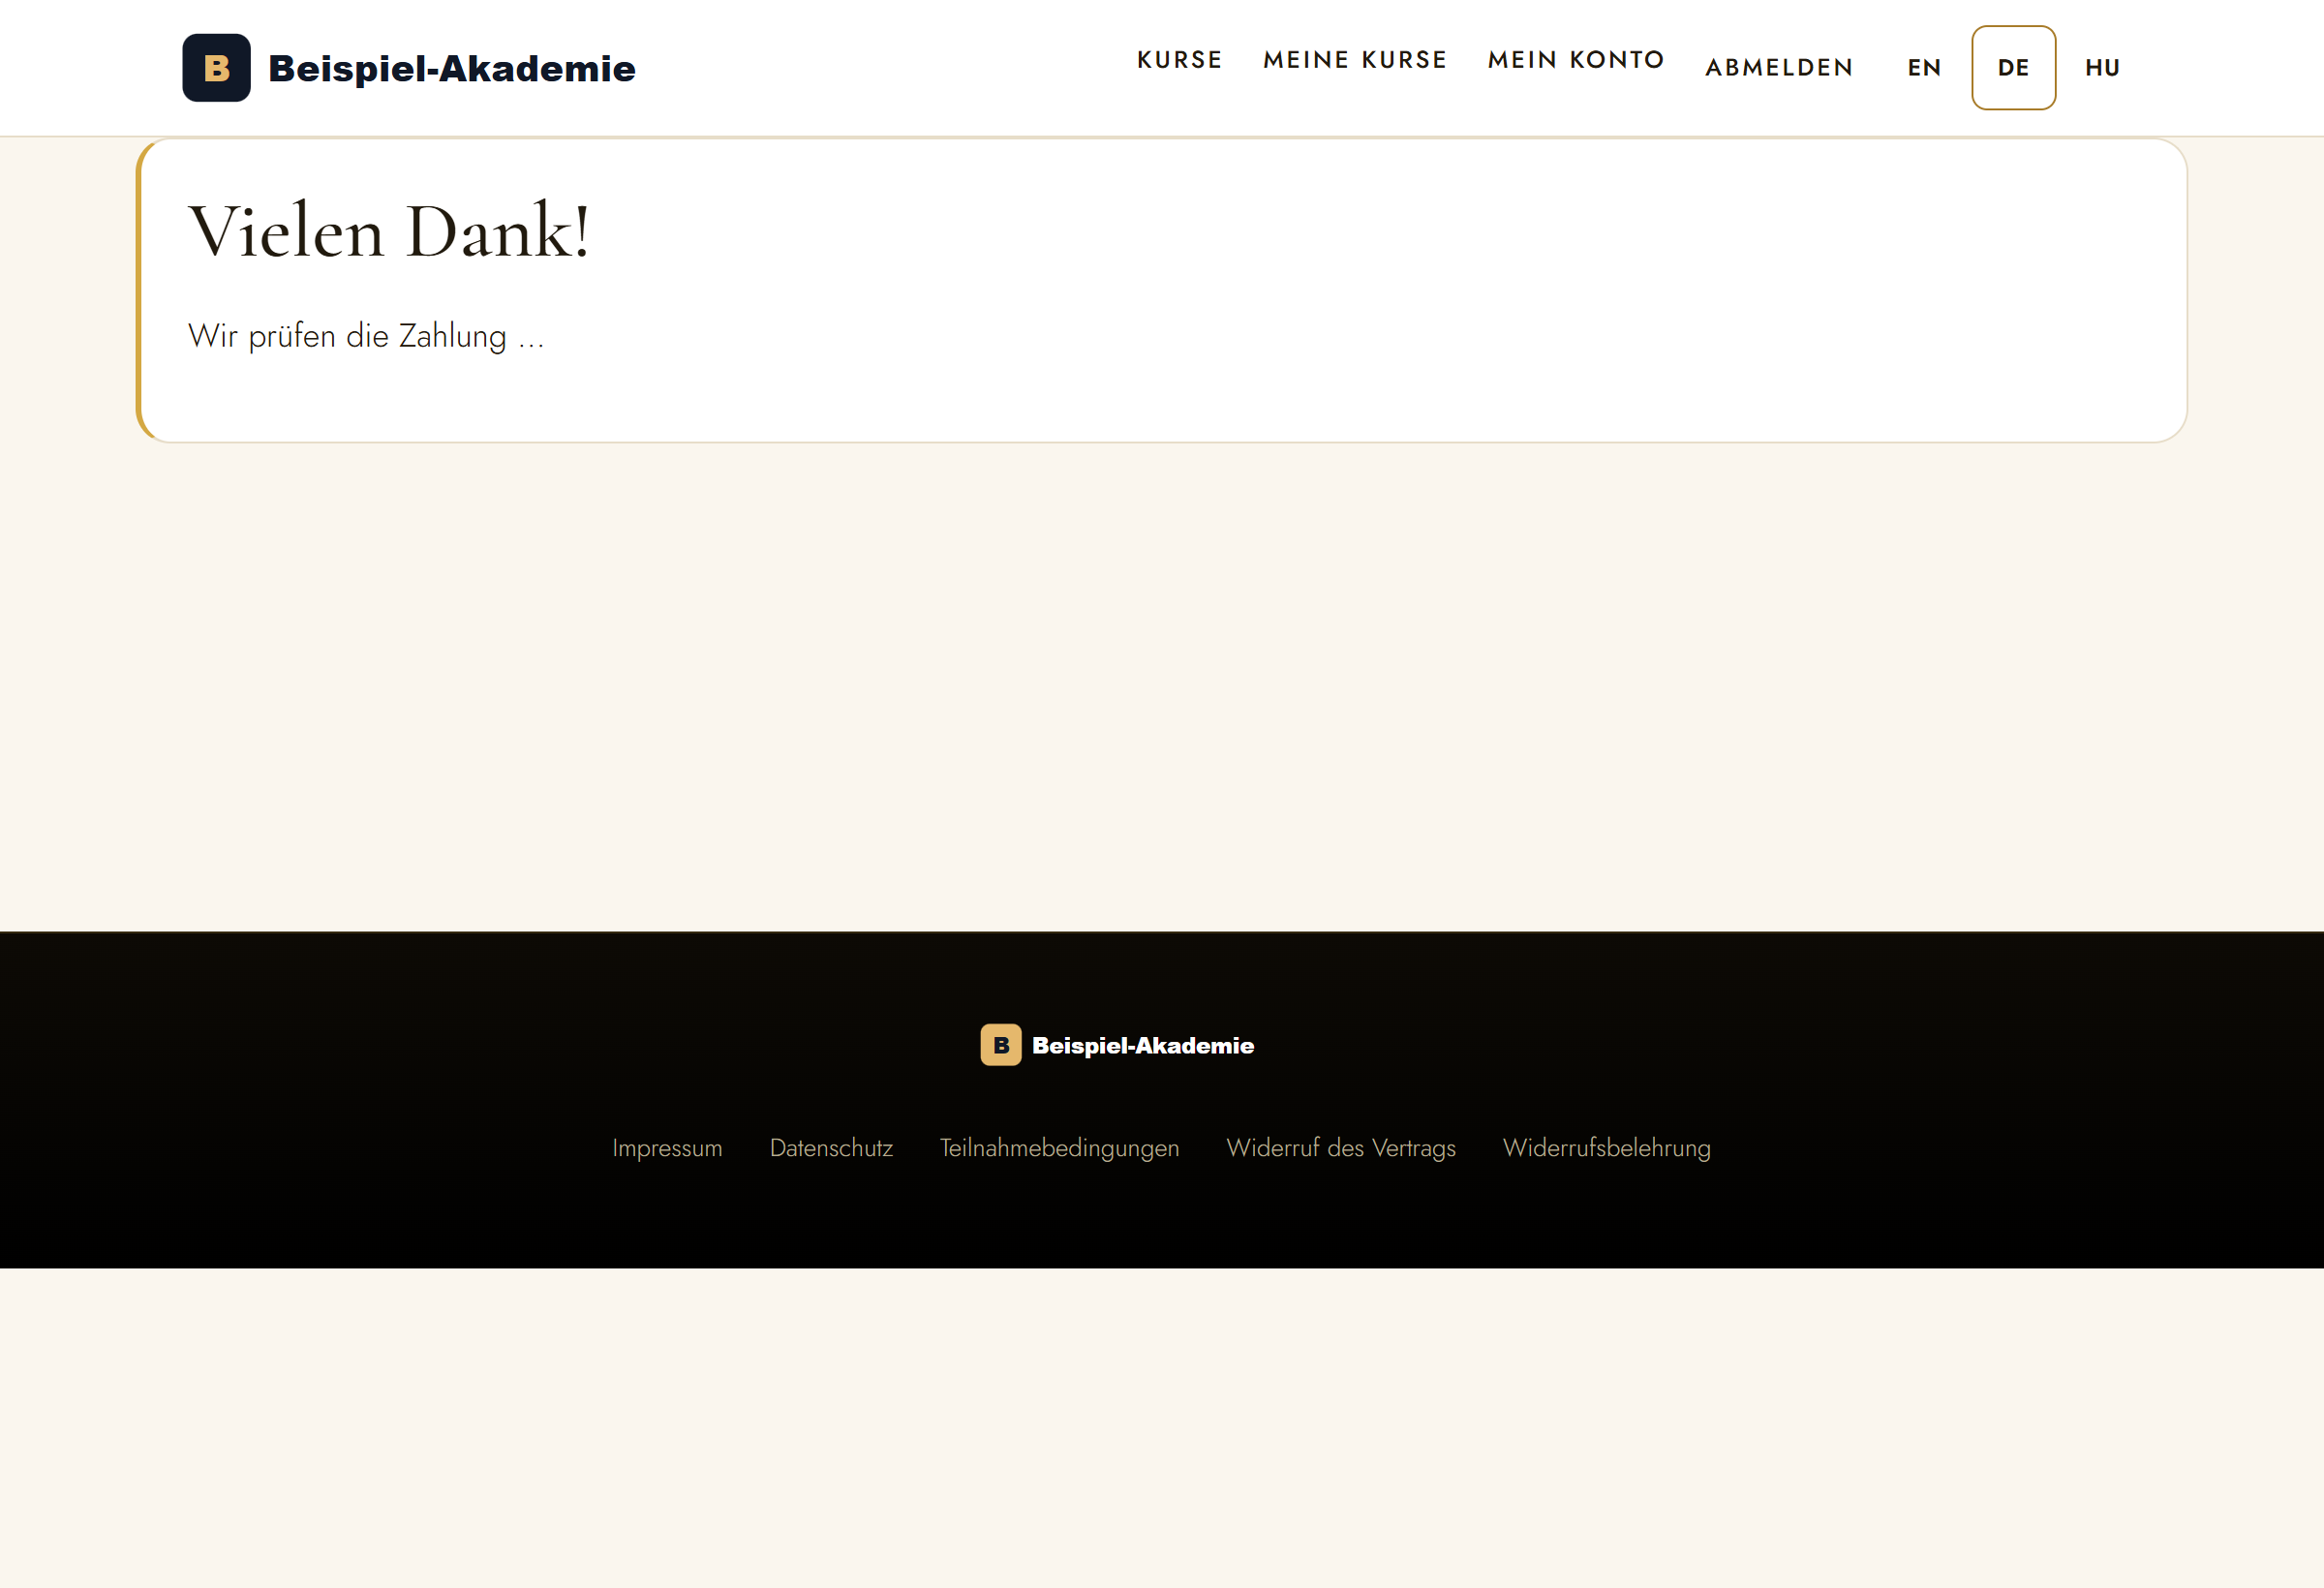 B Beispiel-Akademie
KURSE MEINE KURSE MEIN KONTO ABMELDEN EN DE HU
Vielen Dank!
Wir prüfen die Zahlung ...
B Beispiel-Akademie
Impressum Datenschutz Teilnahmebedingungen Widerruf des Vertrags Widerrufsbelehrung